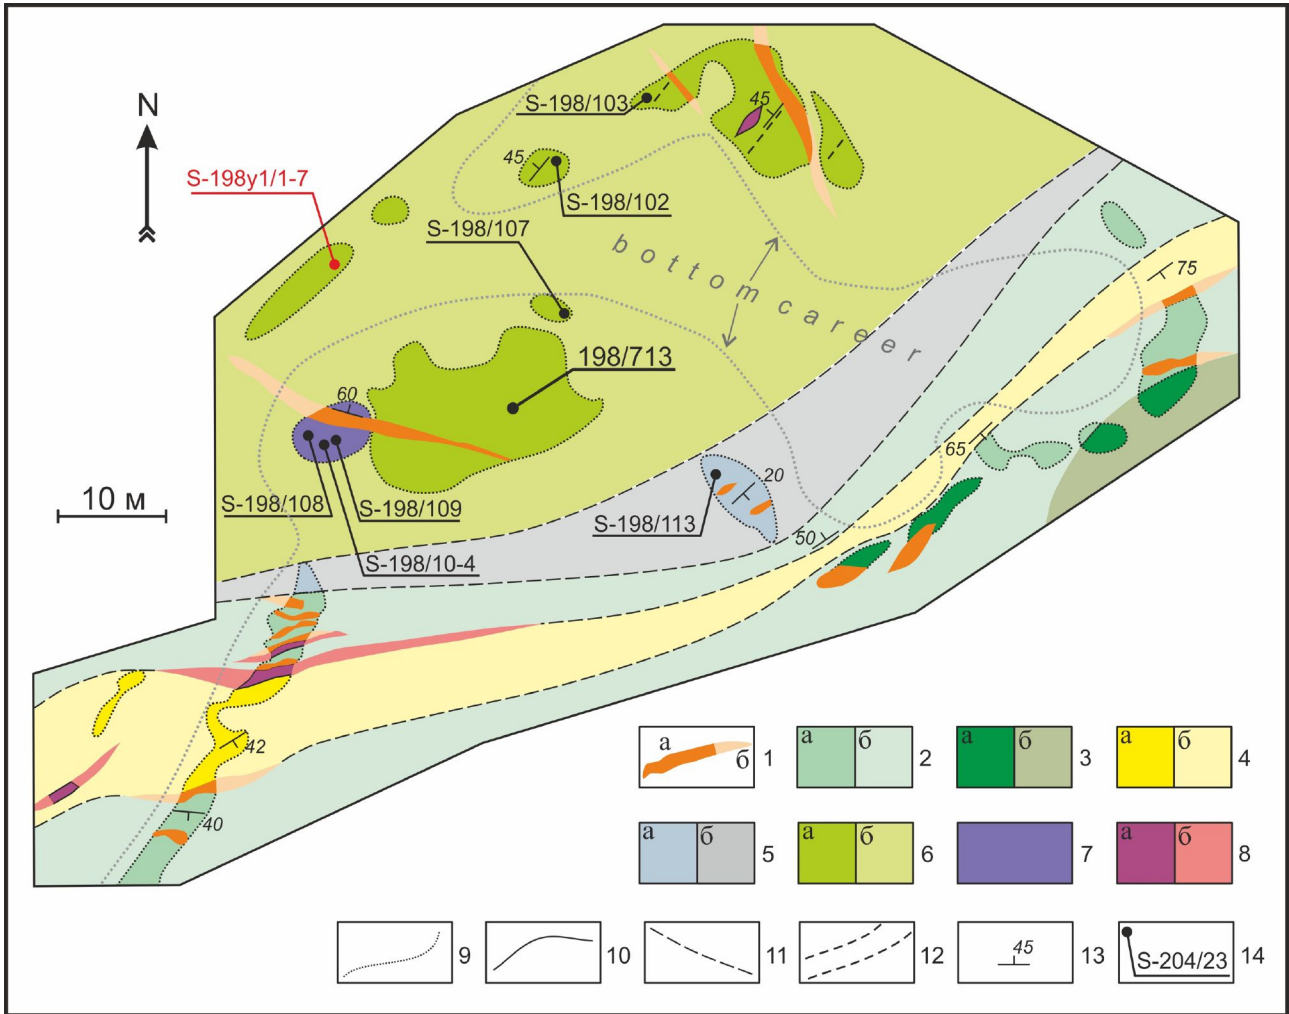 N
S-198/103
45
45
S-198y1/1-7
S-198/102
S-198/107
bottom career
75
198/713
60
65
20
S-198/108
S-198/109
S-198/113
10 м
50
S-198/10-4
42
40
а б 1
а б 2
а б 3
а б 4
а б 5
а б 6
7
а б 8
9
10
11
12
45 13
S-204/23 14